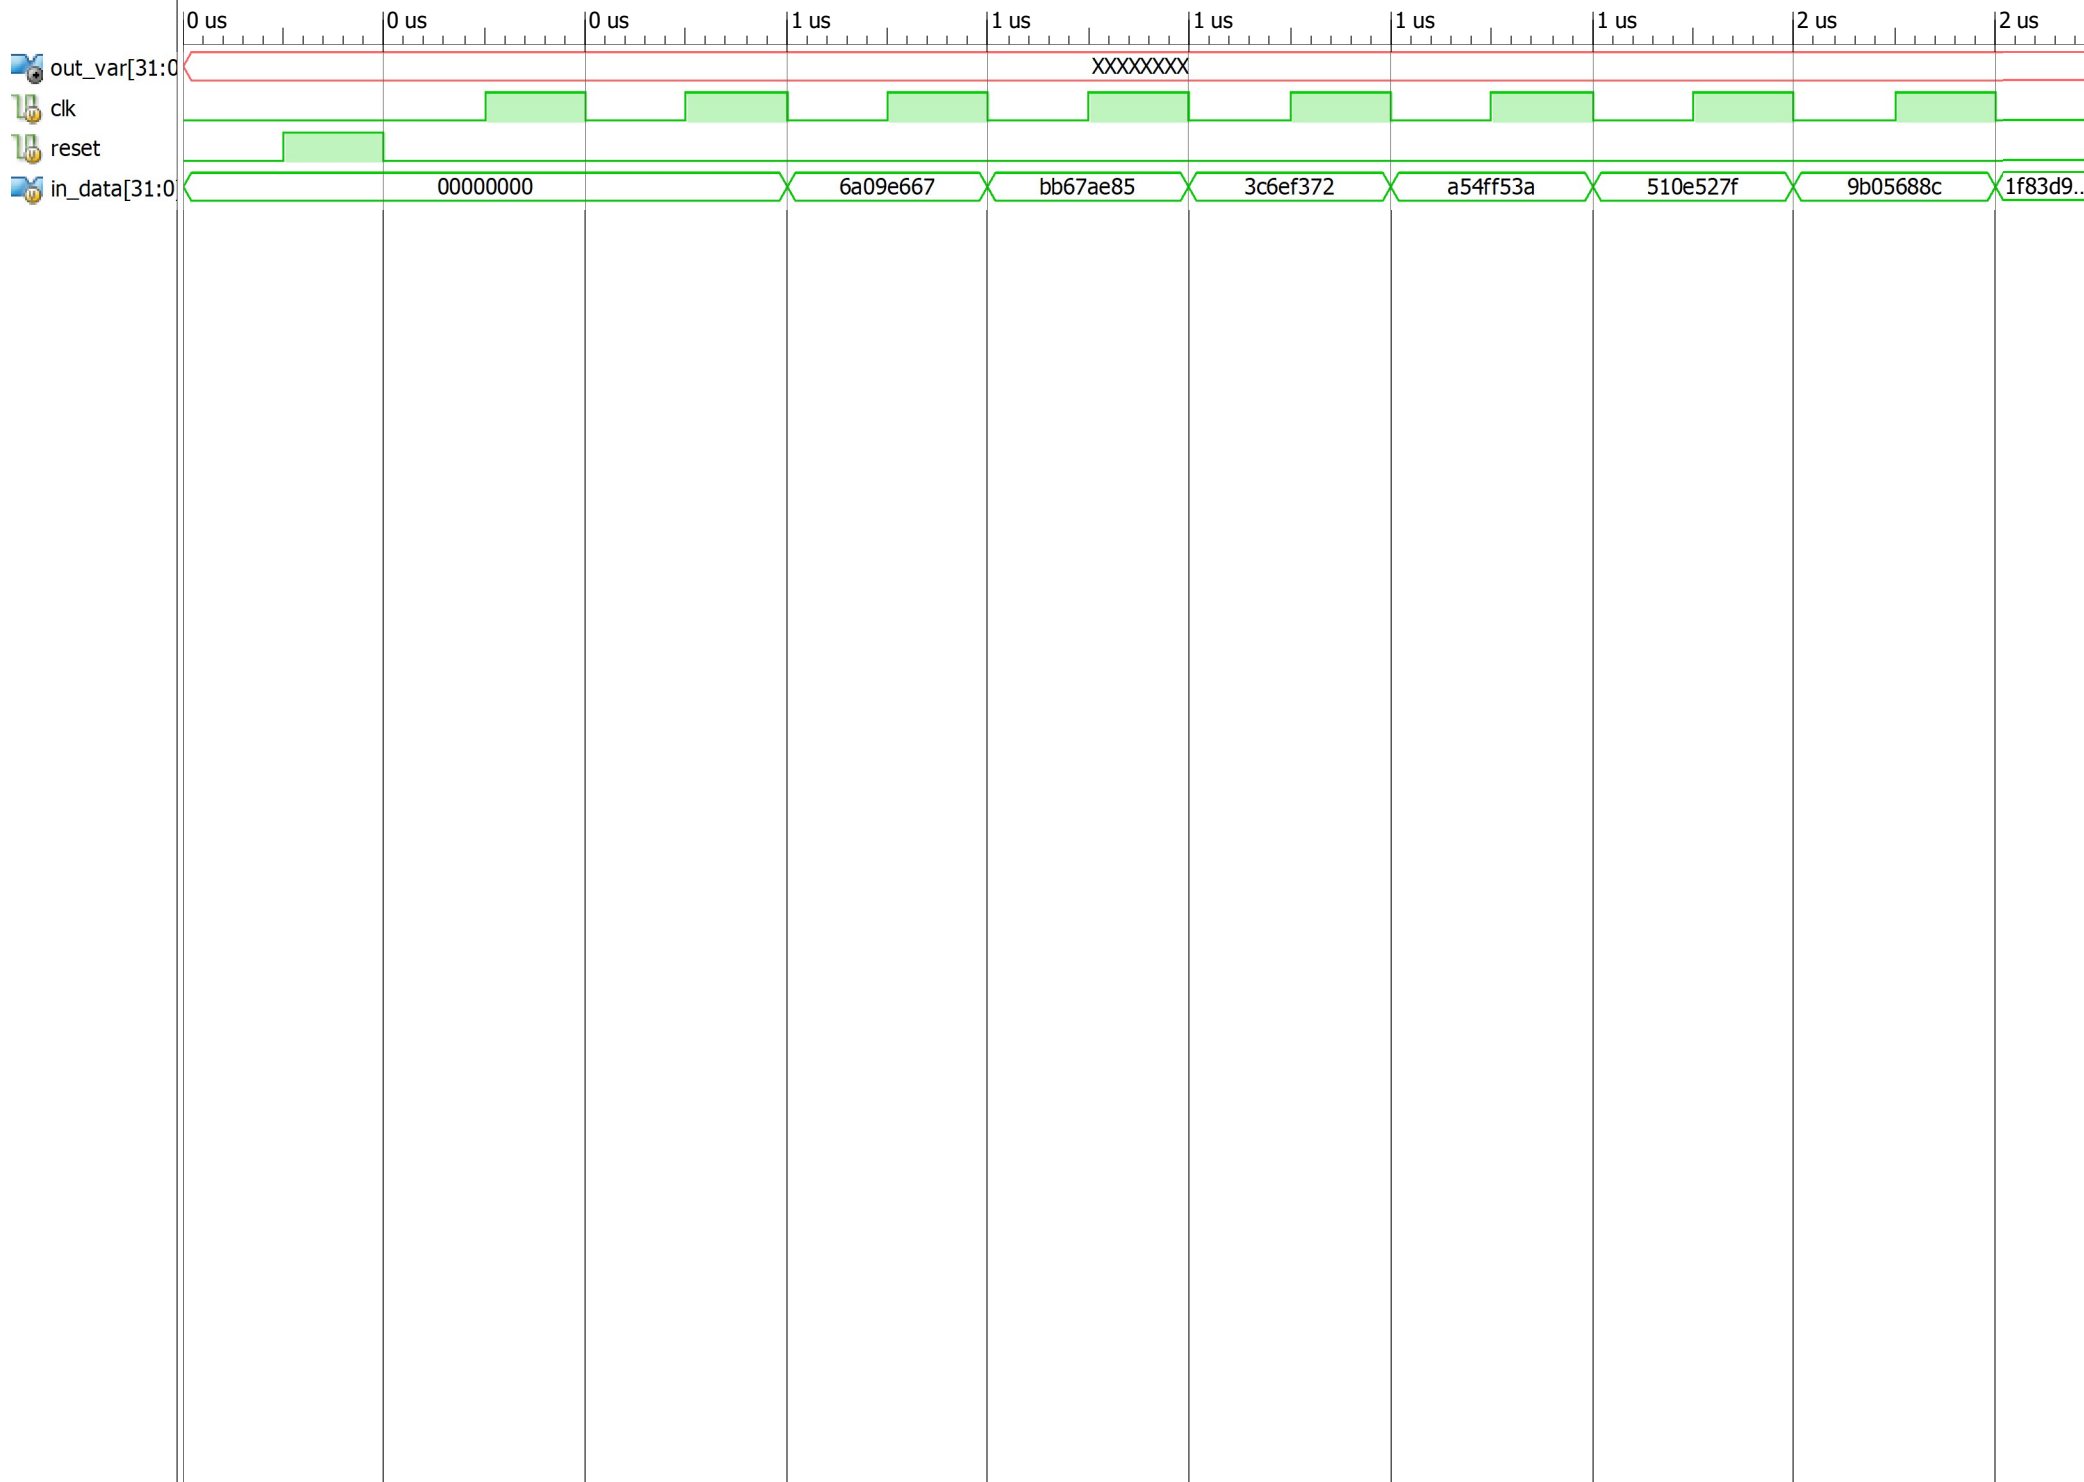 0 us 0 us 0 us 1 us 1 us 1 us 1 us 1 us 2 us 2 us
out_var[31:0 XXXXXXXX
clk
reset
in_data[31:0] 00000000 6a09e667 bb67ae85 3c6ef372 a54ff53a 510e527f 9b05688c 1f83d9..